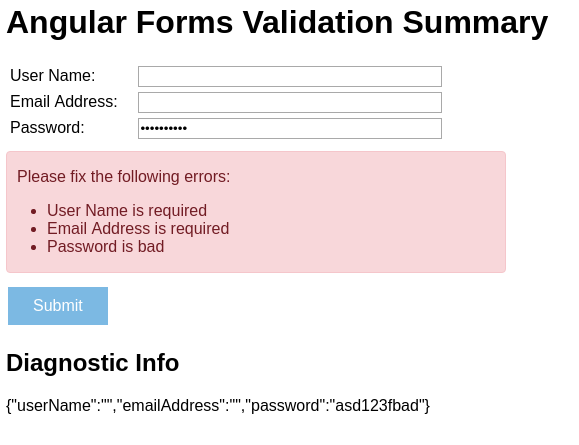 Angular Forms Validation Summary
User Name:
Email Address:
Password: ••••••••••
Please fix the following errors:
• User Name is required
• Email Address is required
• Password is bad
Submit
Diagnostic Info
{"userName":"","emailAddress":"","password":"asd123fbad"}